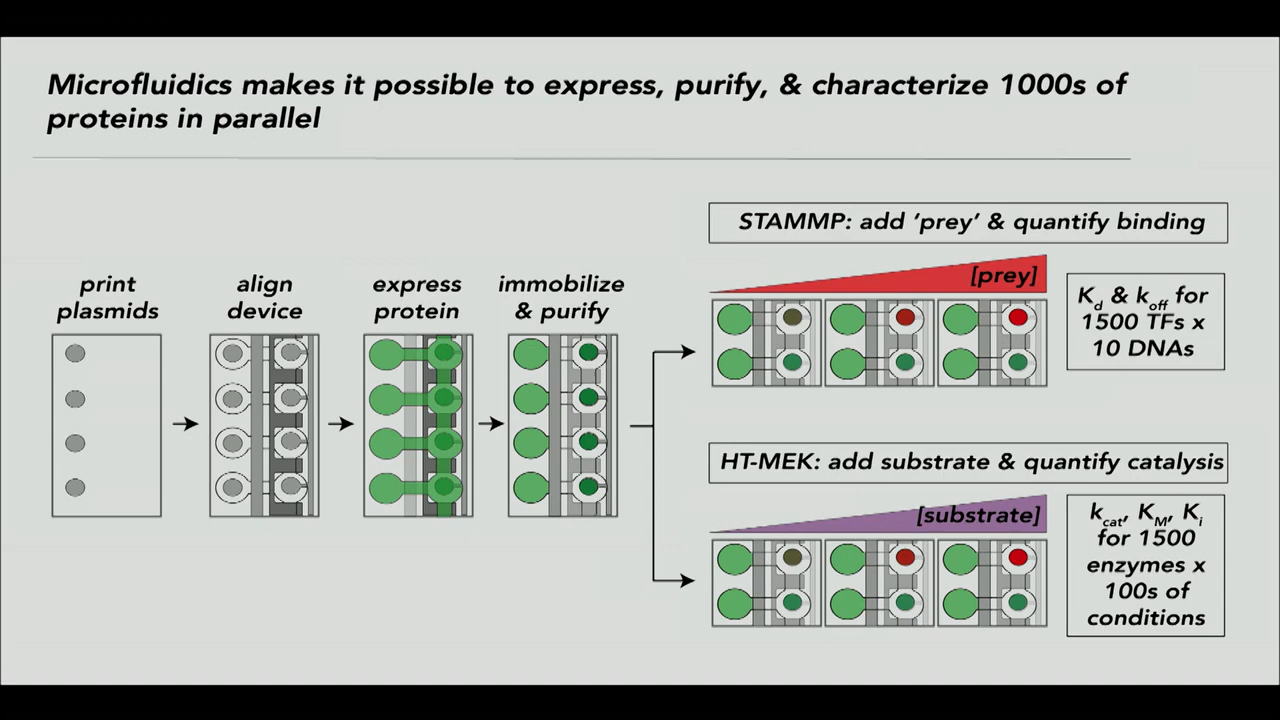 Microfluidics makes it possible to express, purify, & characterize 1000s of
proteins in parallel
print
plasmids
align
device
express
protein
immobilize
& purify
STAMMP: add ‘prey’ & quantify binding
[prey]
Kd & koff for
1500 TFs x
10 DNAs
HT-MEK: add substrate & quantify catalysis
[substrate]
kcat, KM, Ki
for 1500
enzymes x
100s of
conditions